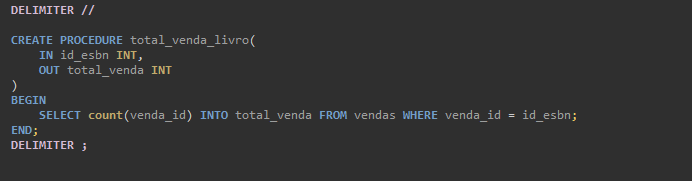 DELIMITER //
CREATE PROCEDURE total_venda_livro(
IN id_esbn INT,
OUT total_venda INT
)
BEGIN
SELECT count(venda_id) INTO total_venda FROM vendas WHERE venda_id = id_esbn;
END;
DELIMITER ;